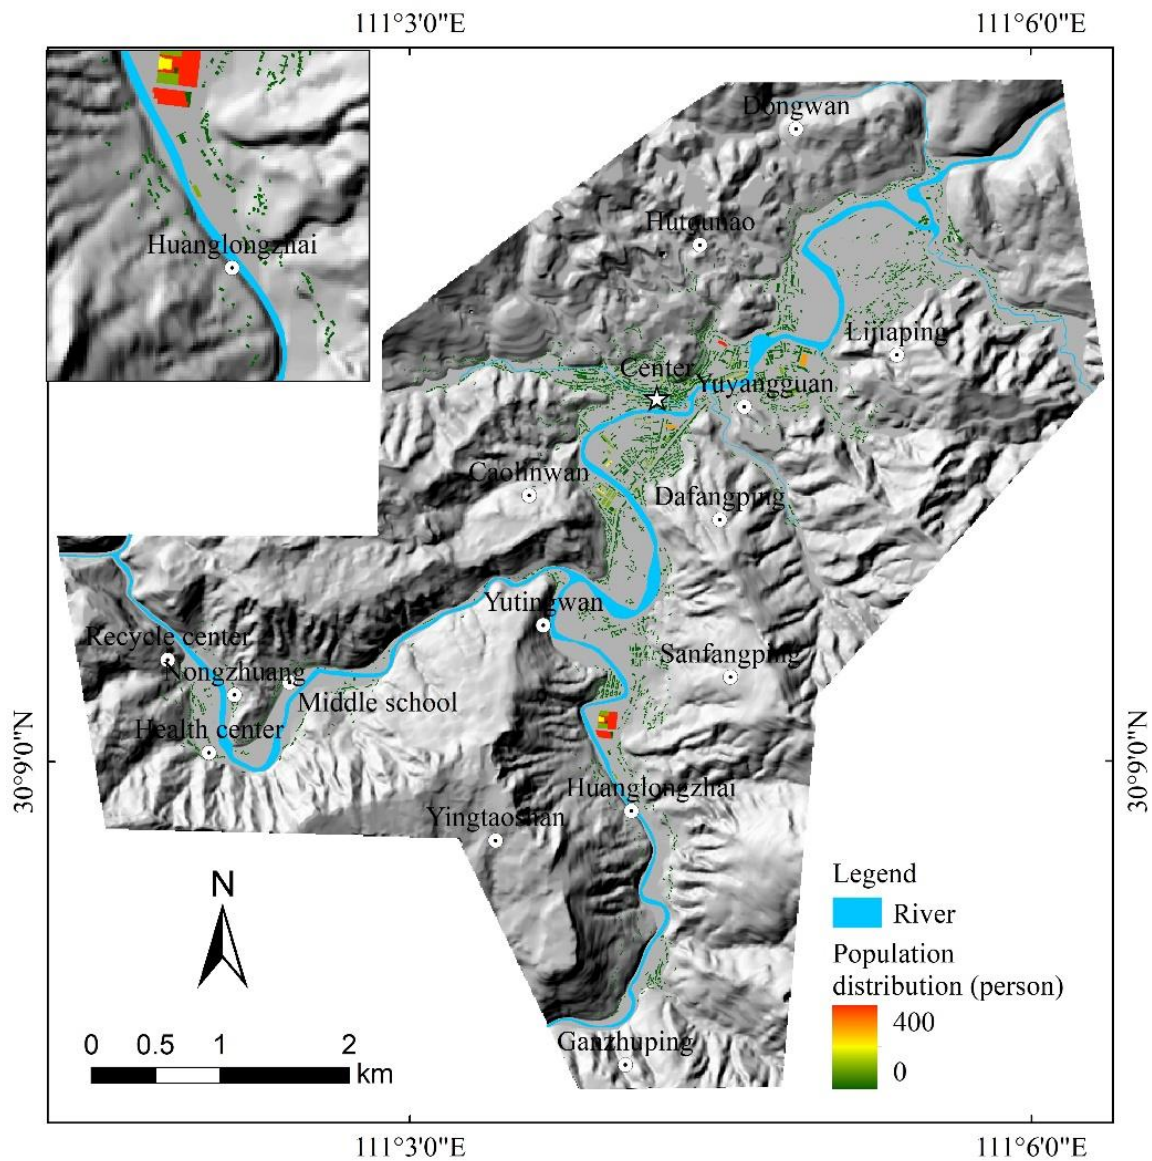 111°3'0"E
111°6'0"E
Dongwan
Hutounao
Huanglongzhai
Lijiaping
Center
Yuyangguan
Caolinwan
Dafangping
Yutingwan
Recycle center
Nongzhuang
Sanfangping
Middle school
Health center
30°9'0"N
30°9'0"N
Huanglongzhai
Yingtaoshan
N
Legend
River
Population
distribution (person)
400
0
0 0.5 1 2
km
Ganzhuping
111°3'0"E
111°6'0"E